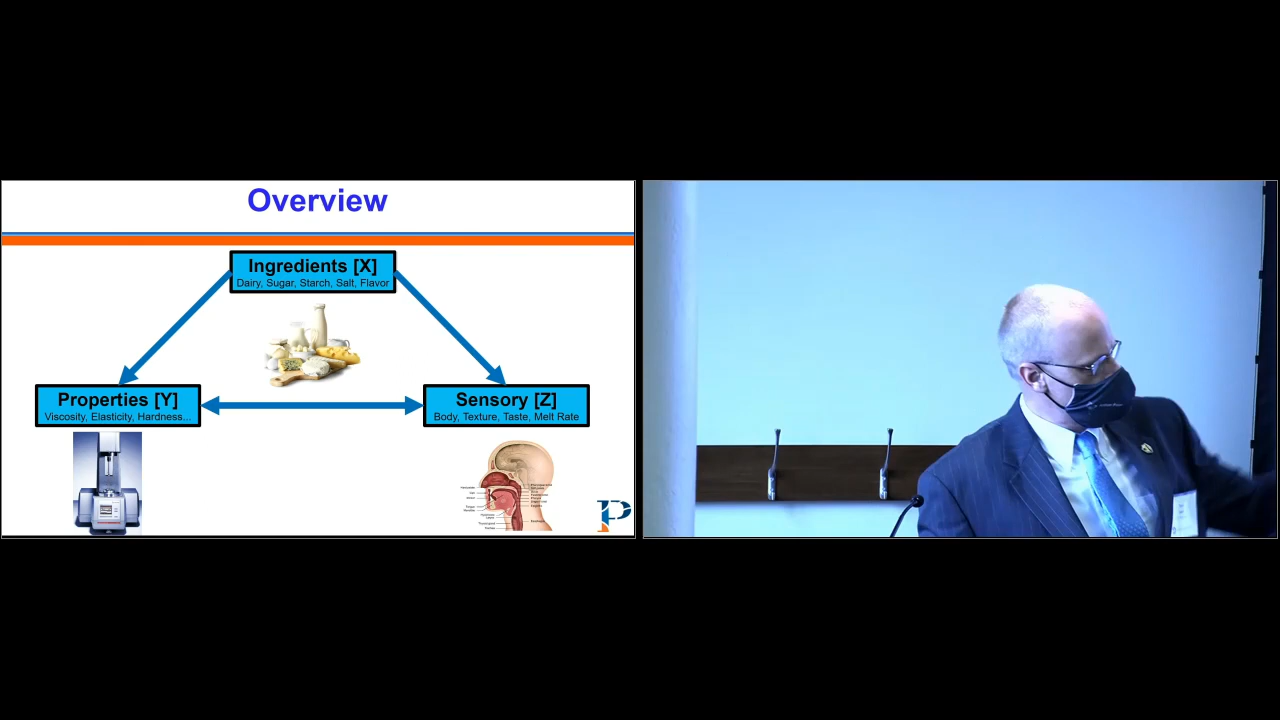 Overview
Ingredients [X]
Dairy, Sugar, Starch, Salt, Flavor
Properties [Y]
Viscosity, Elasticity, Hardness...
Sensory [Z]
Body, Texture, Taste, Melt Rate
P